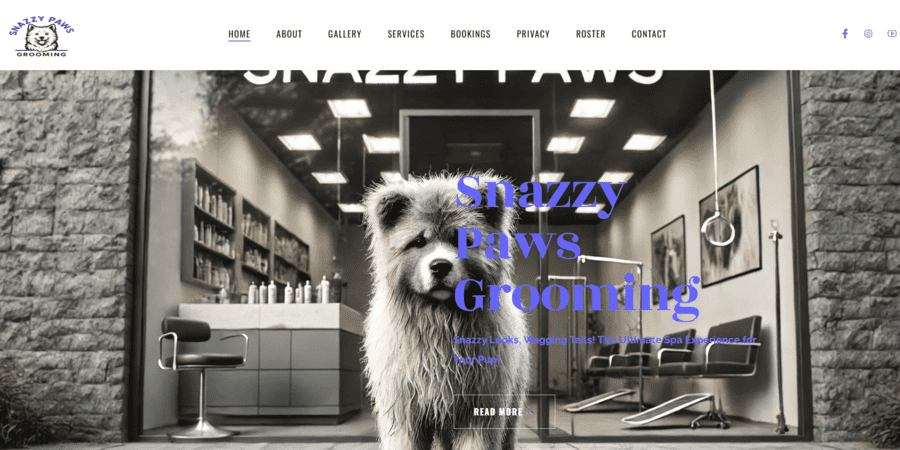 SNAZZY PAWS
GROOMING
HOME ABOUT GALLERY SERVICES BOOKINGS PRIVACY ROSTER CONTACT
SNAZZY PAWS
Snazzy
Paws
Grooming
Snazzy Looks, Wagging Tails! The Ultimate Spa Experience for
Your Pup!
READ MORE